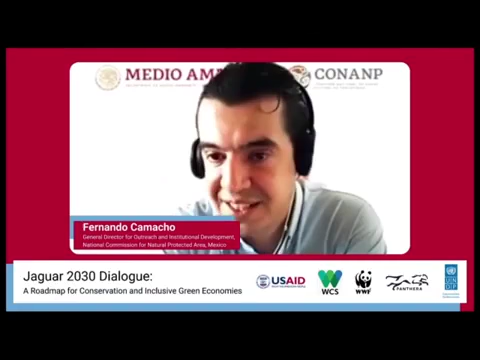 MEDIO AM
CONANP
Fernando Camacho
General Director for Outreach and Institutional Development,
National Commission for Natural Protected Area, Mexico
Jaguar 2030 Dialogue:
A Roadmap for Conservation and Inclusive Green Economies
USAID
WCS
WWF
PANTHERA